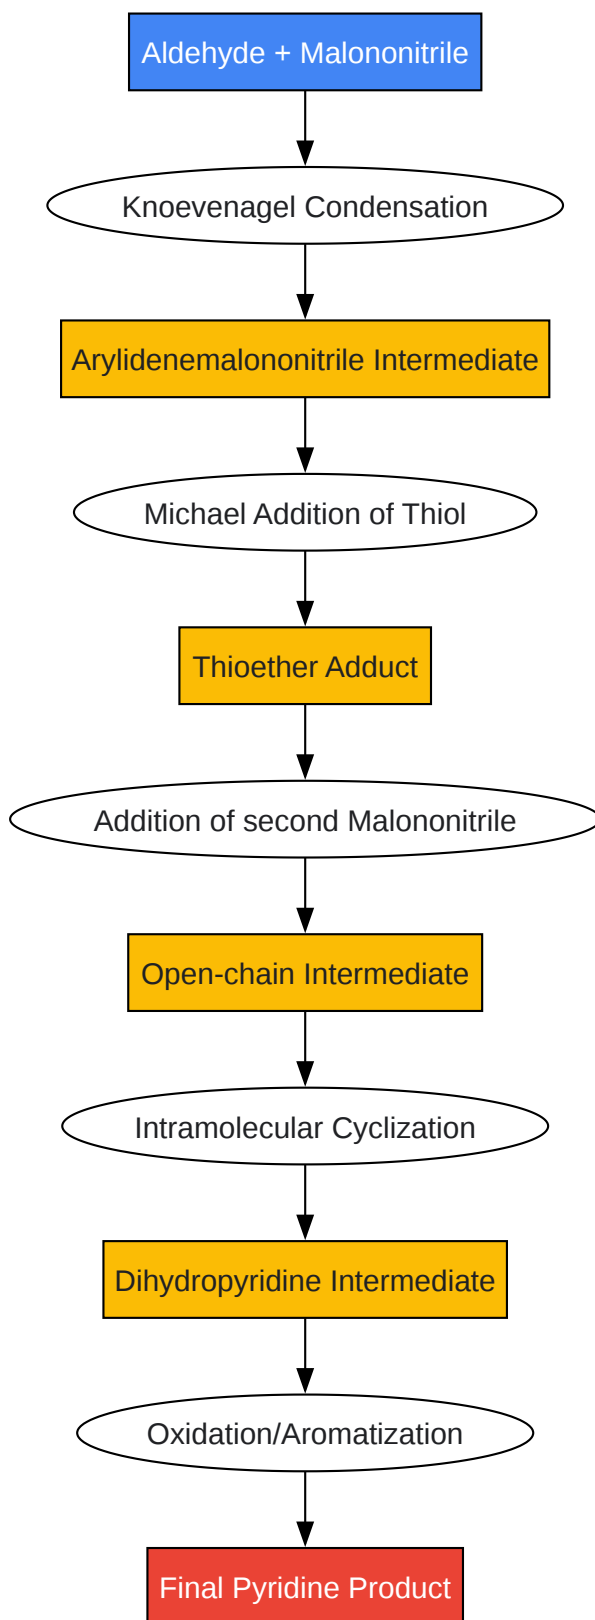 Aldehyde + Malononitrile
Knoevenagel Condensation
Arylidenemalononitrile Intermediate
Michael Addition of Thiol
Thioether Adduct
Addition of second Malononitrile
Open-chain Intermediate
Intramolecular Cyclization
Dihydropyridine Intermediate
Oxidation/Aromatization
Final Pyridine Product